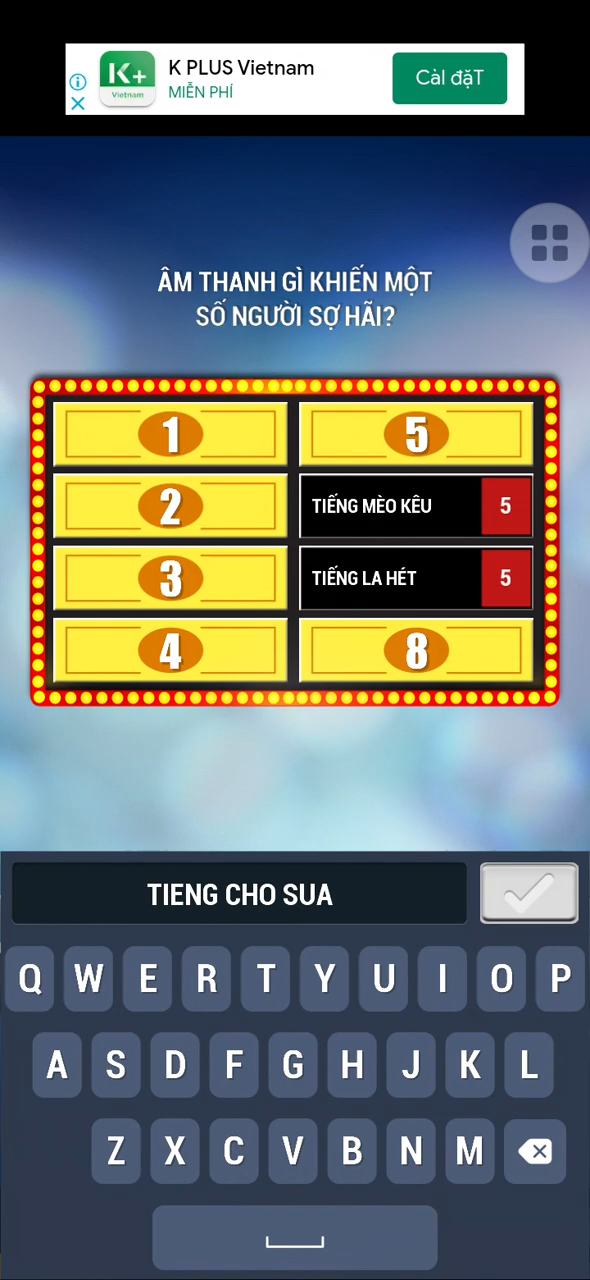 K+
Vietnam
K PLUS Vietnam
MIỄN PHÍ
Cài đặT
ÂM THANH GÌ KHIẾN MỘT
SỐ NGƯỜI SỢ HÃI?
1
5
2
TIẾNG MÈO KÊU 5
3
TIẾNG LA HÉT 5
4
8
TIENG CHO SUA
Q W E R T Y U I O P
A S D F G H J K L
Z X C V B N M